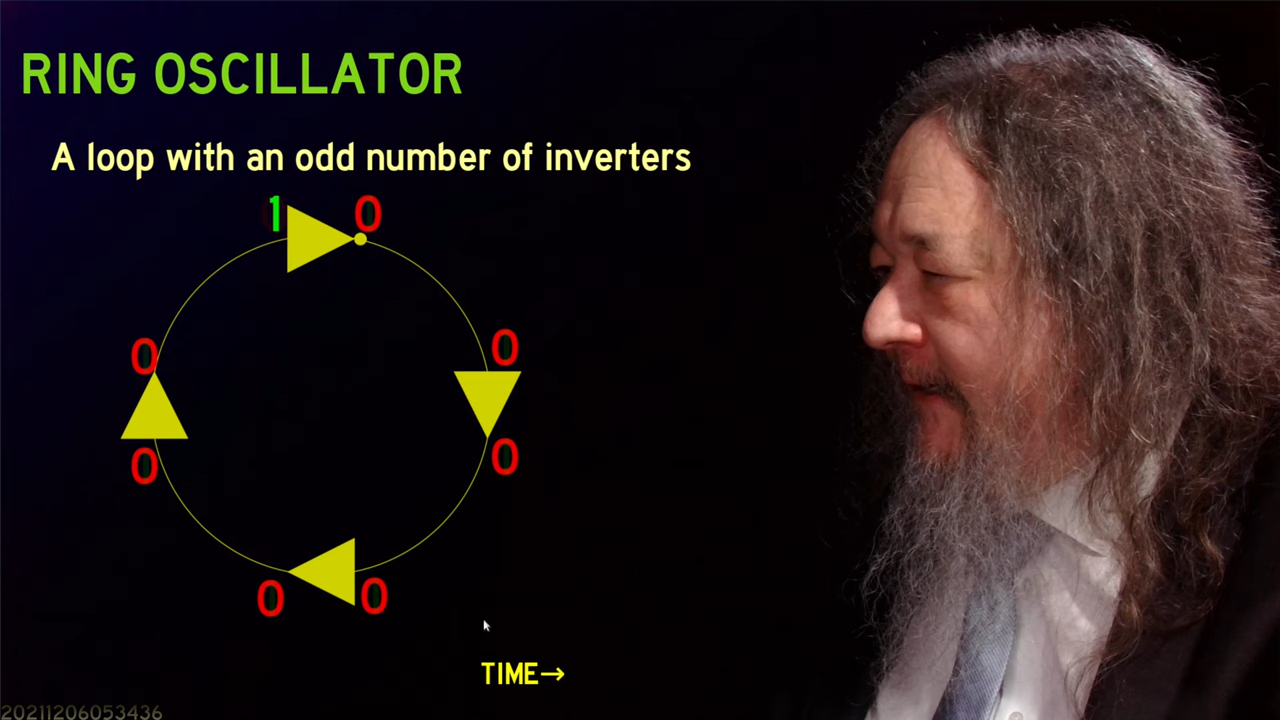 RING OSCILLATOR
A loop with an odd number of inverters
1 0
0 0
0 0
0 0
TIME→
20211206053436